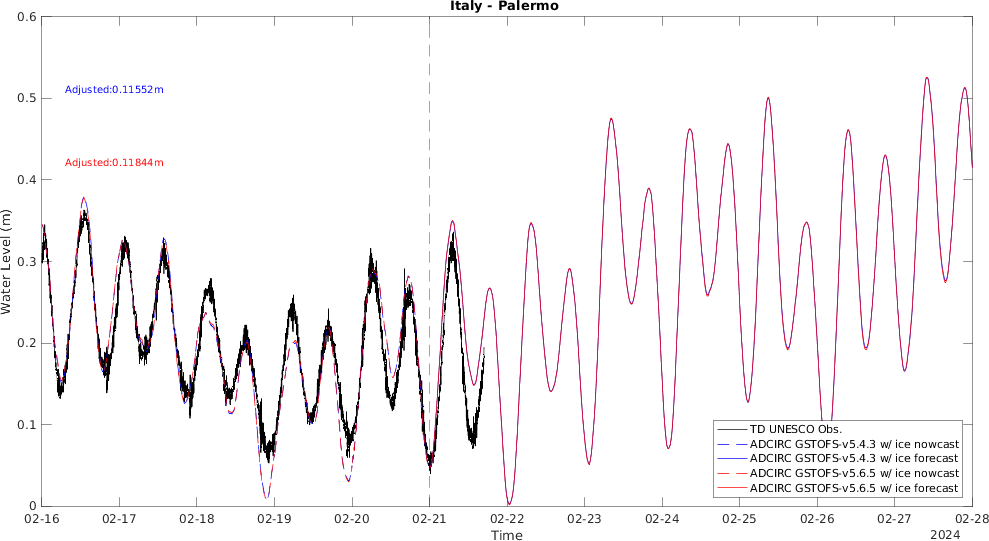 Italy - Palermo
0.6
0.5
0.4
0.3
0.2
0.1
0
Water Level (m)
Adjusted:0.11552m
Adjusted:0.11844m
TD UNESCO Obs.
ADCIRC GSTOFS-v5.4.3 w/ ice nowcast
ADCIRC GSTOFS-v5.4.3 w/ ice forecast
ADCIRC GSTOFS-v5.6.5 w/ ice nowcast
ADCIRC GSTOFS-v5.6.5 w/ ice forecast
02-16 02-17 02-18 02-19 02-20 02-21 02-22 02-23 02-24 02-25 02-26 02-27 02-28
Time
2024